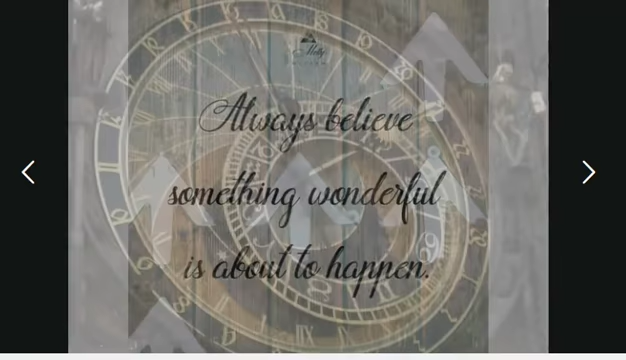 Always believe
something wonderful
is about to happen.